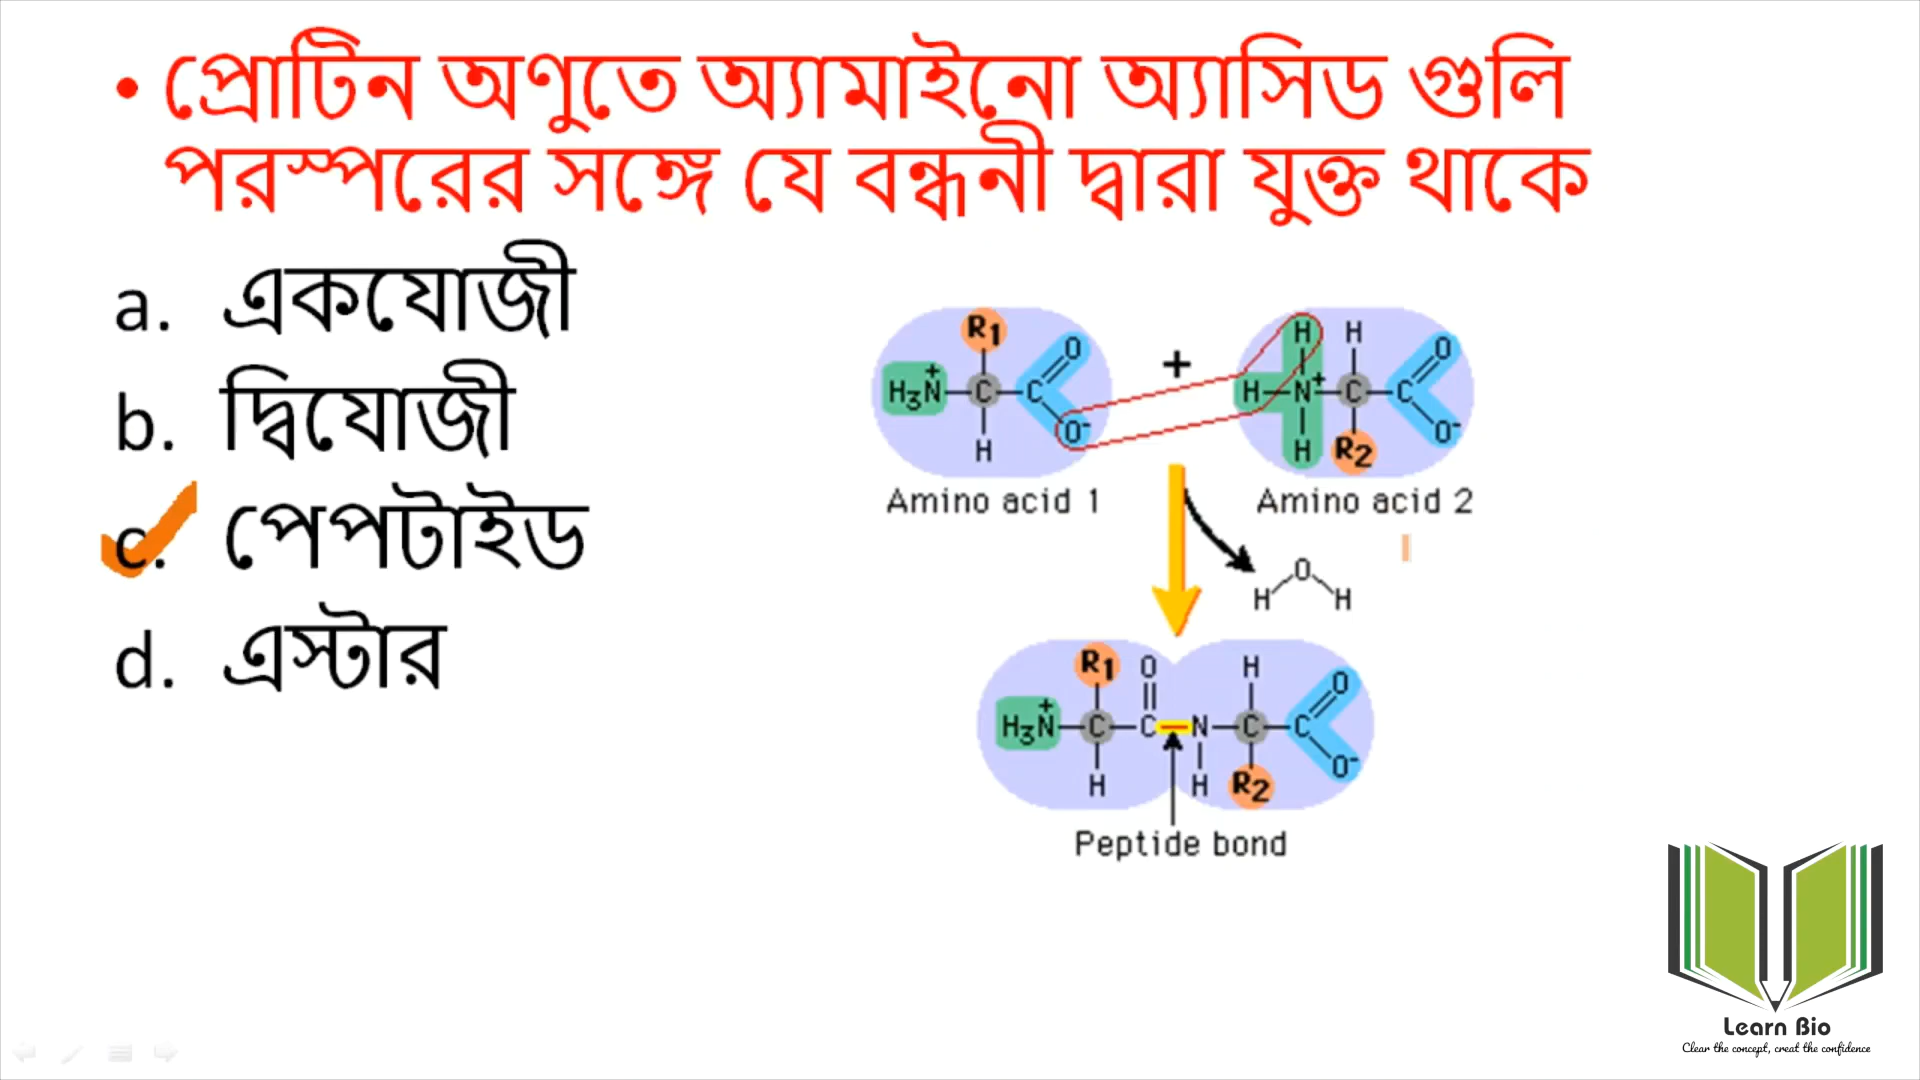 • প্রোটিন অণুতে অ্যামাইনো অ্যাসিড গুলি
পরস্পরের সঙ্গে যে বন্ধনী দ্বারা যুক্ত থাকে
a. একযোজী
b. দ্বিযোজী
c. পেপটাইড
d. এস্টার
R1 O
H3N+ C C
H O-
Amino acid 1
+
H H O
H N+ C C
H R2 O-
Amino acid 2
H O H
R1 O H O
H3N+ C C N C C
H H R2 O-
Peptide bond
Learn Bio
Clear the concept, creat the confidence